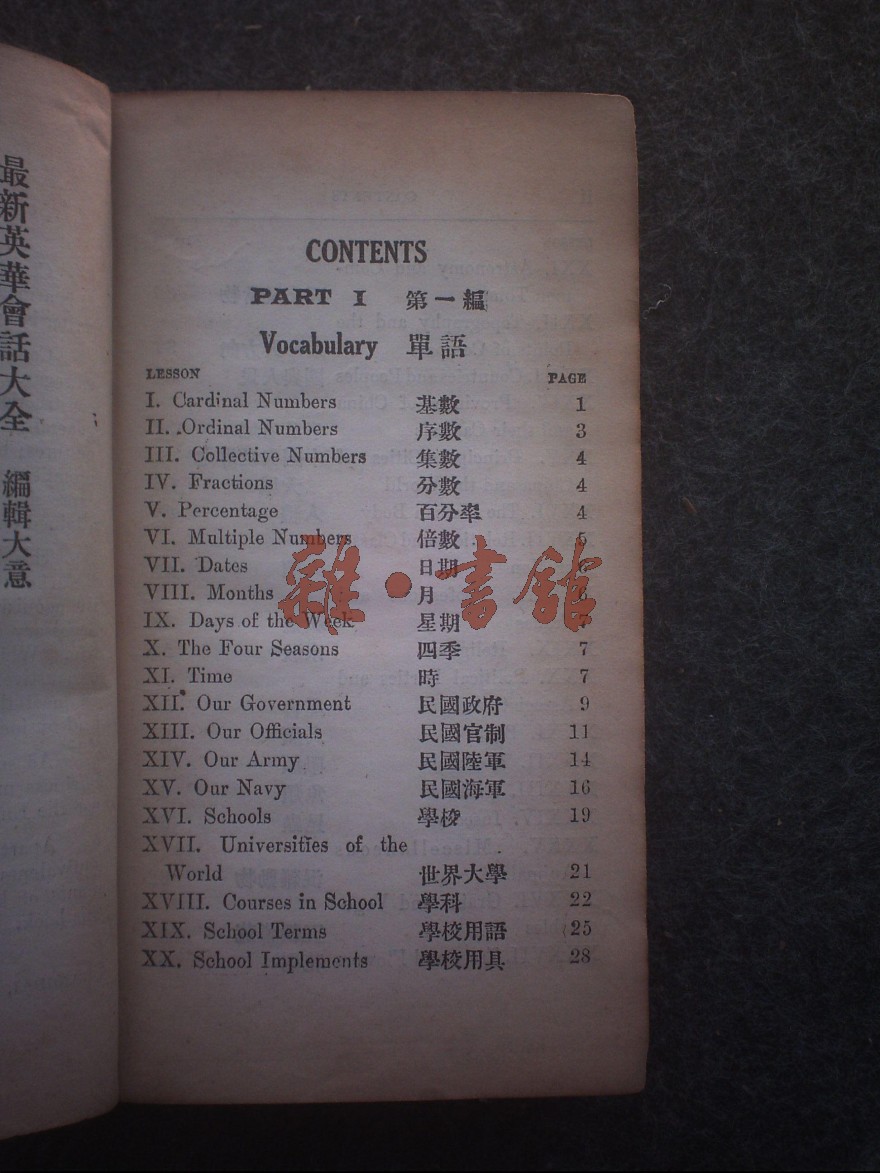 最新英華會話大全 編輯大意
CONTENTS
PART I 第一編
Vocabulary 單語
LESSON PAGE
I. Cardinal Numbers 基數 1
II. Ordinal Numbers 序數 3
III. Collective Numbers 集數 4
IV. Fractions 分數 4
V. Percentage 百分率 4
VI. Multiple Numbers 倍數 5
VII. Dates 日期
VIII. Months 月 6
IX. Days of the Week 星期 7
X. The Four Seasons 四季 7
XI. Time 時 7
XII. Our Government 民國政府 9
XIII. Our Officials 民國官制 11
XIV. Our Army 民國陸軍 14
XV. Our Navy 民國海軍 16
XVI. Schools 學校 19
XVII. Universities of the
World 世界大學 21
XVIII. Courses in School 學科 22
XIX. School Terms 學校用語 25
XX. School Implements 學校用具 28
雜·書館